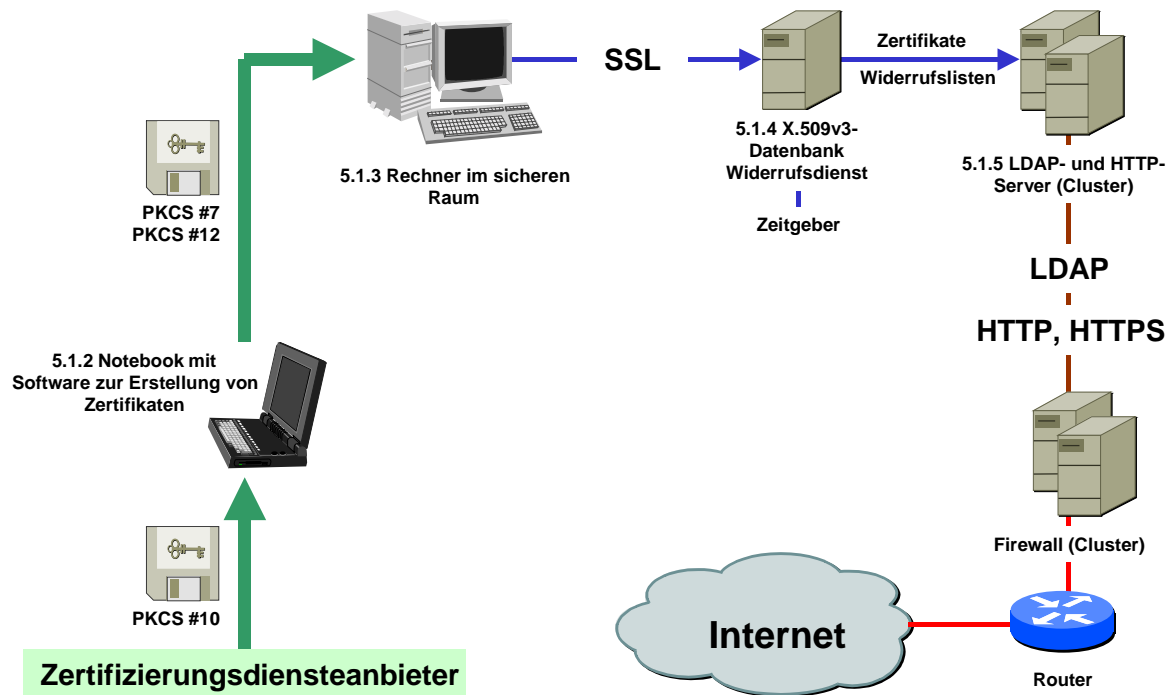 SSL
Zertifikate
Widerrufslisten
5.1.3 Rechner im sicheren
Raum
5.1.4 X.509v3-
Datenbank
Widerrufsdienst
Zeitgeber
5.1.5 LDAP- und HTTP-
Server (Cluster)
PKCS #7
PKCS #12
LDAP
HTTP, HTTPS
5.1.2 Notebook mit
Software zur Erstellung von
Zertifikaten
PKCS #10
Firewall (Cluster)
Internet
Router
Zertifizierungsdiensteanbieter